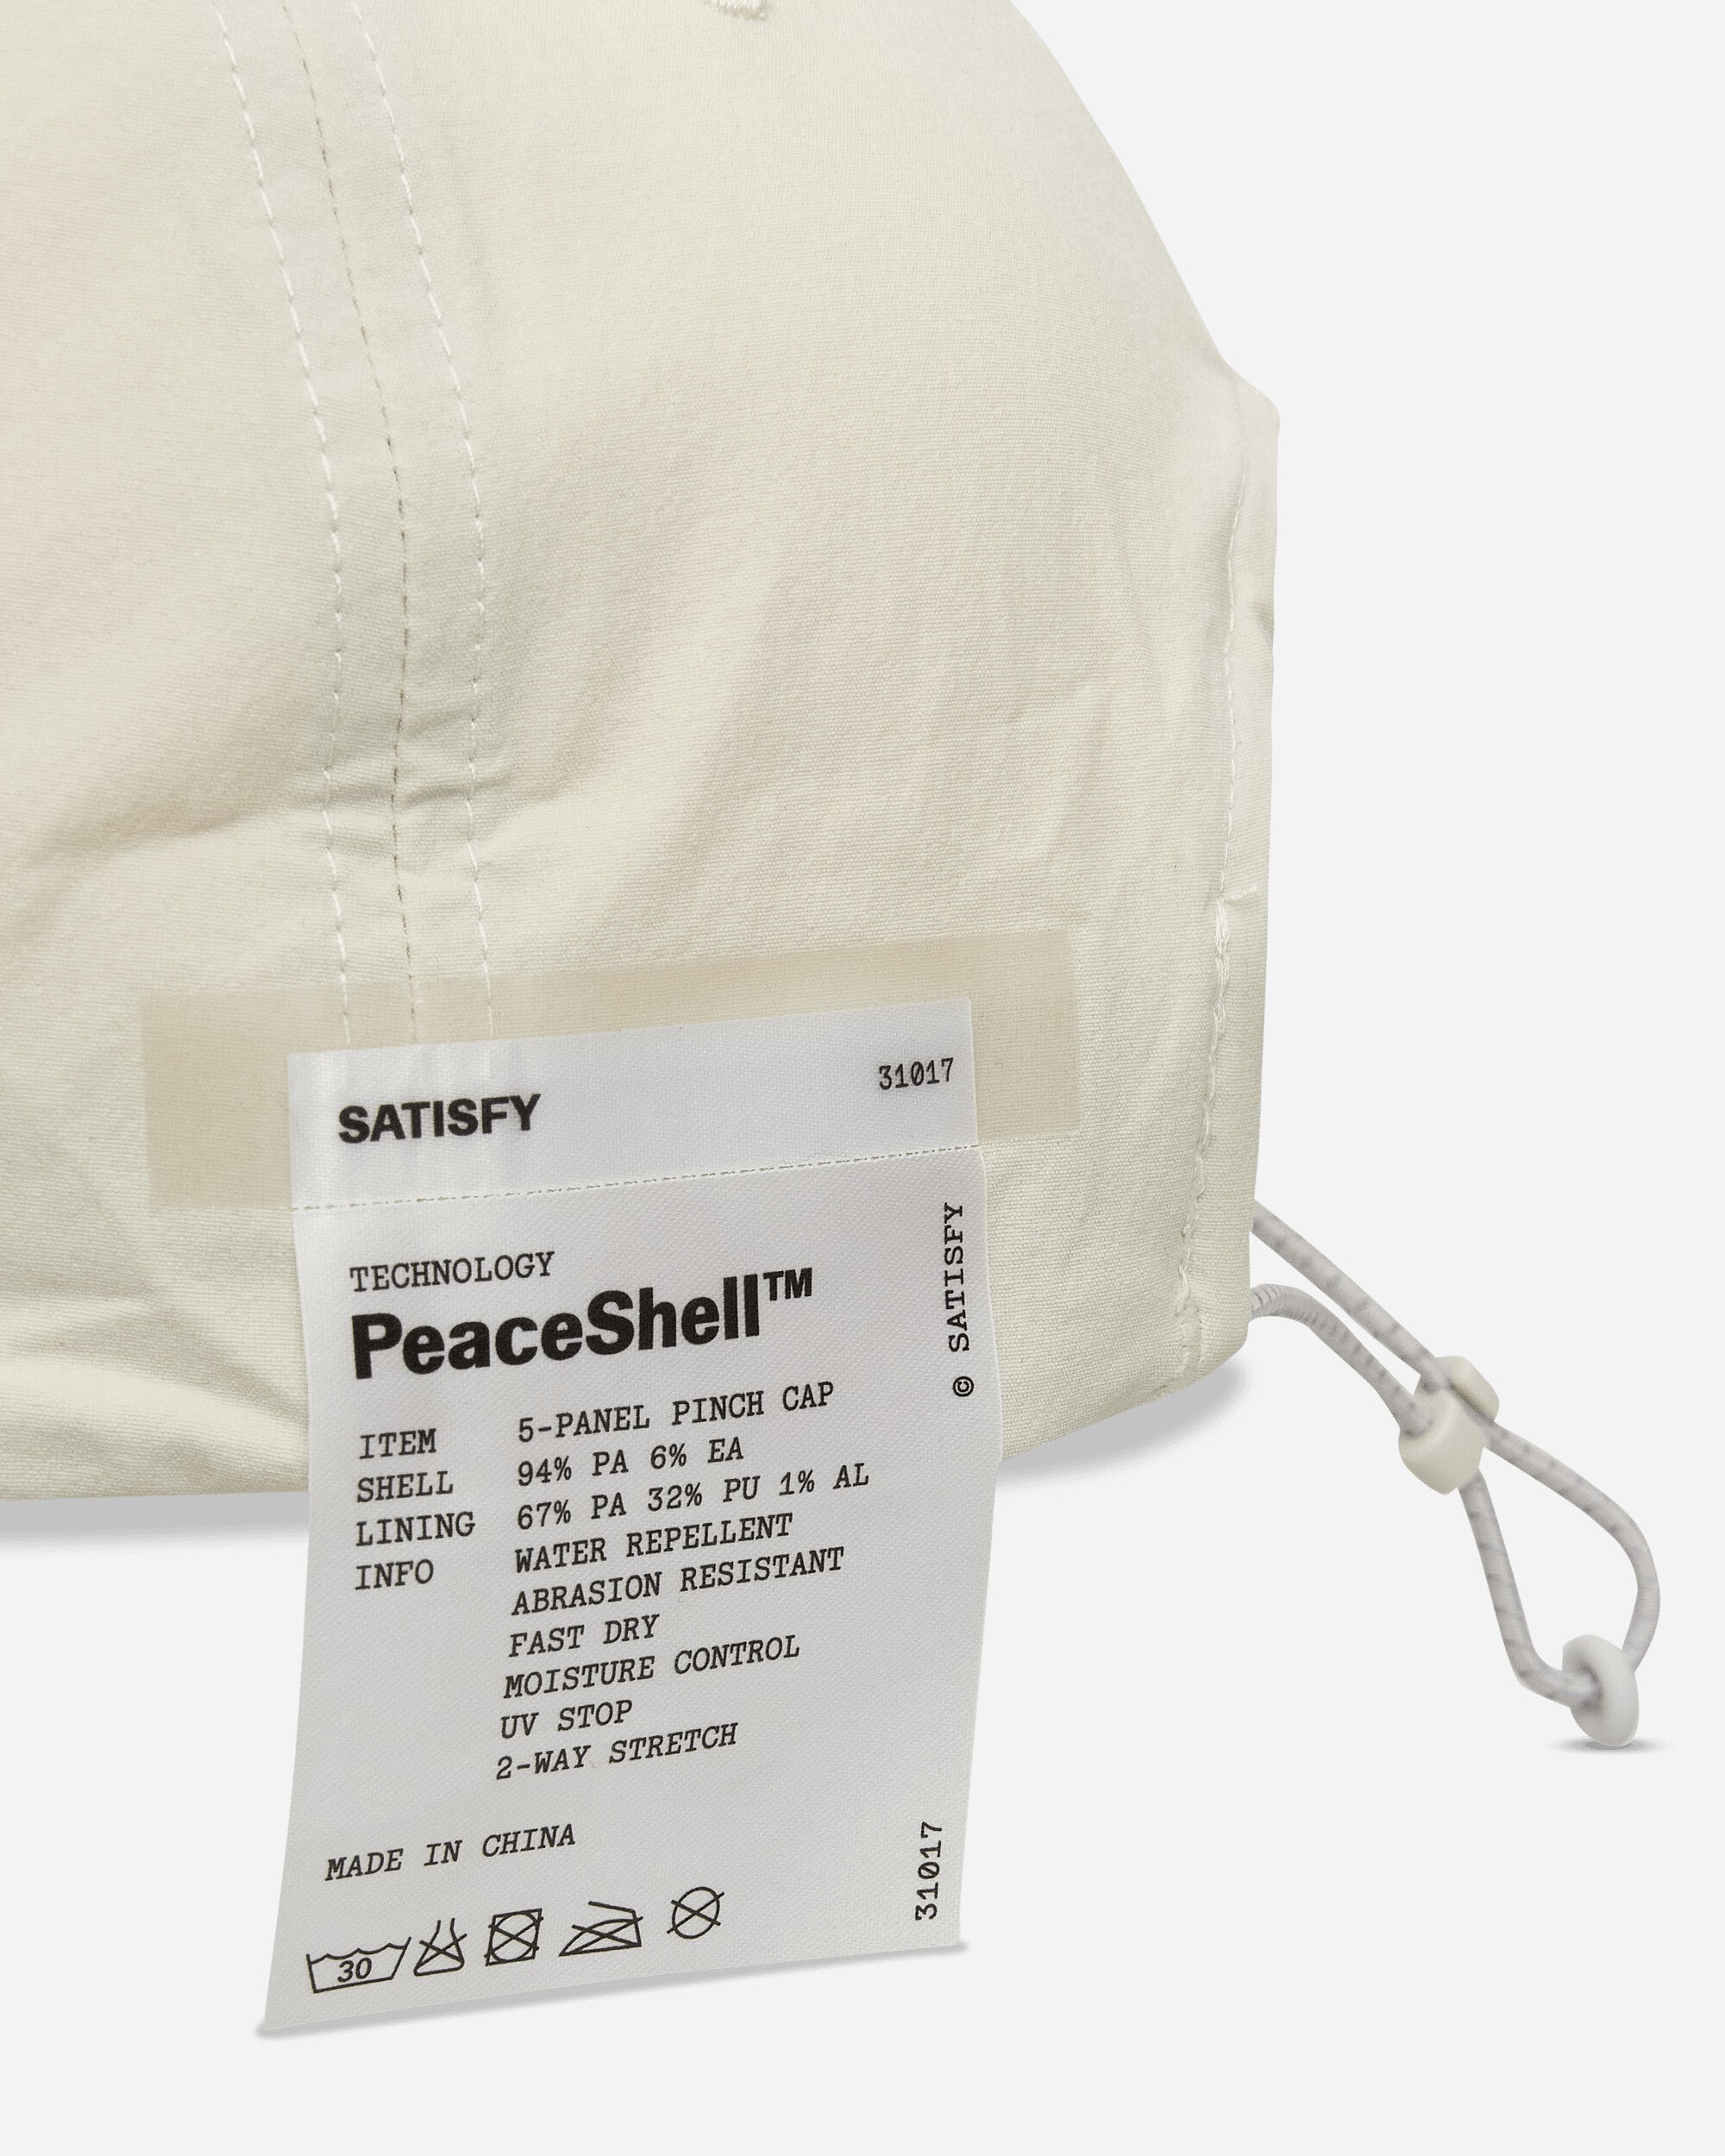 SATISFY
31017
TECHNOLOGY
PeaceShell™
© SATISFY
ITEM 5-PANEL PINCH CAP
SHELL 94% PA 6% EA
LINING 67% PA 32% PU 1% AL
INFO WATER REPELLENT
ABRASION RESISTANT
FAST DRY
MOISTURE CONTROL
UV STOP
2-WAY STRETCH
MADE IN CHINA
31017
30